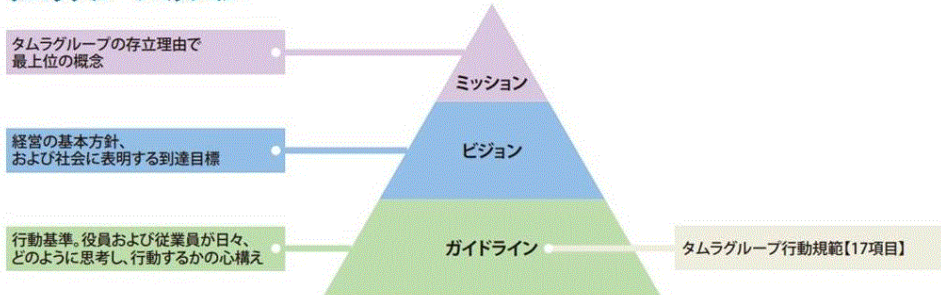 タムラグループの存立理由で
最上位の概念
ミッション
経営の基本方針、
および社会に表明する到達目標
ビジョン
行動基準。役員および従業員が日々、
どのように思考し、行動するかの心構え
ガイドライン
タムラグループ行動規範【17項目】